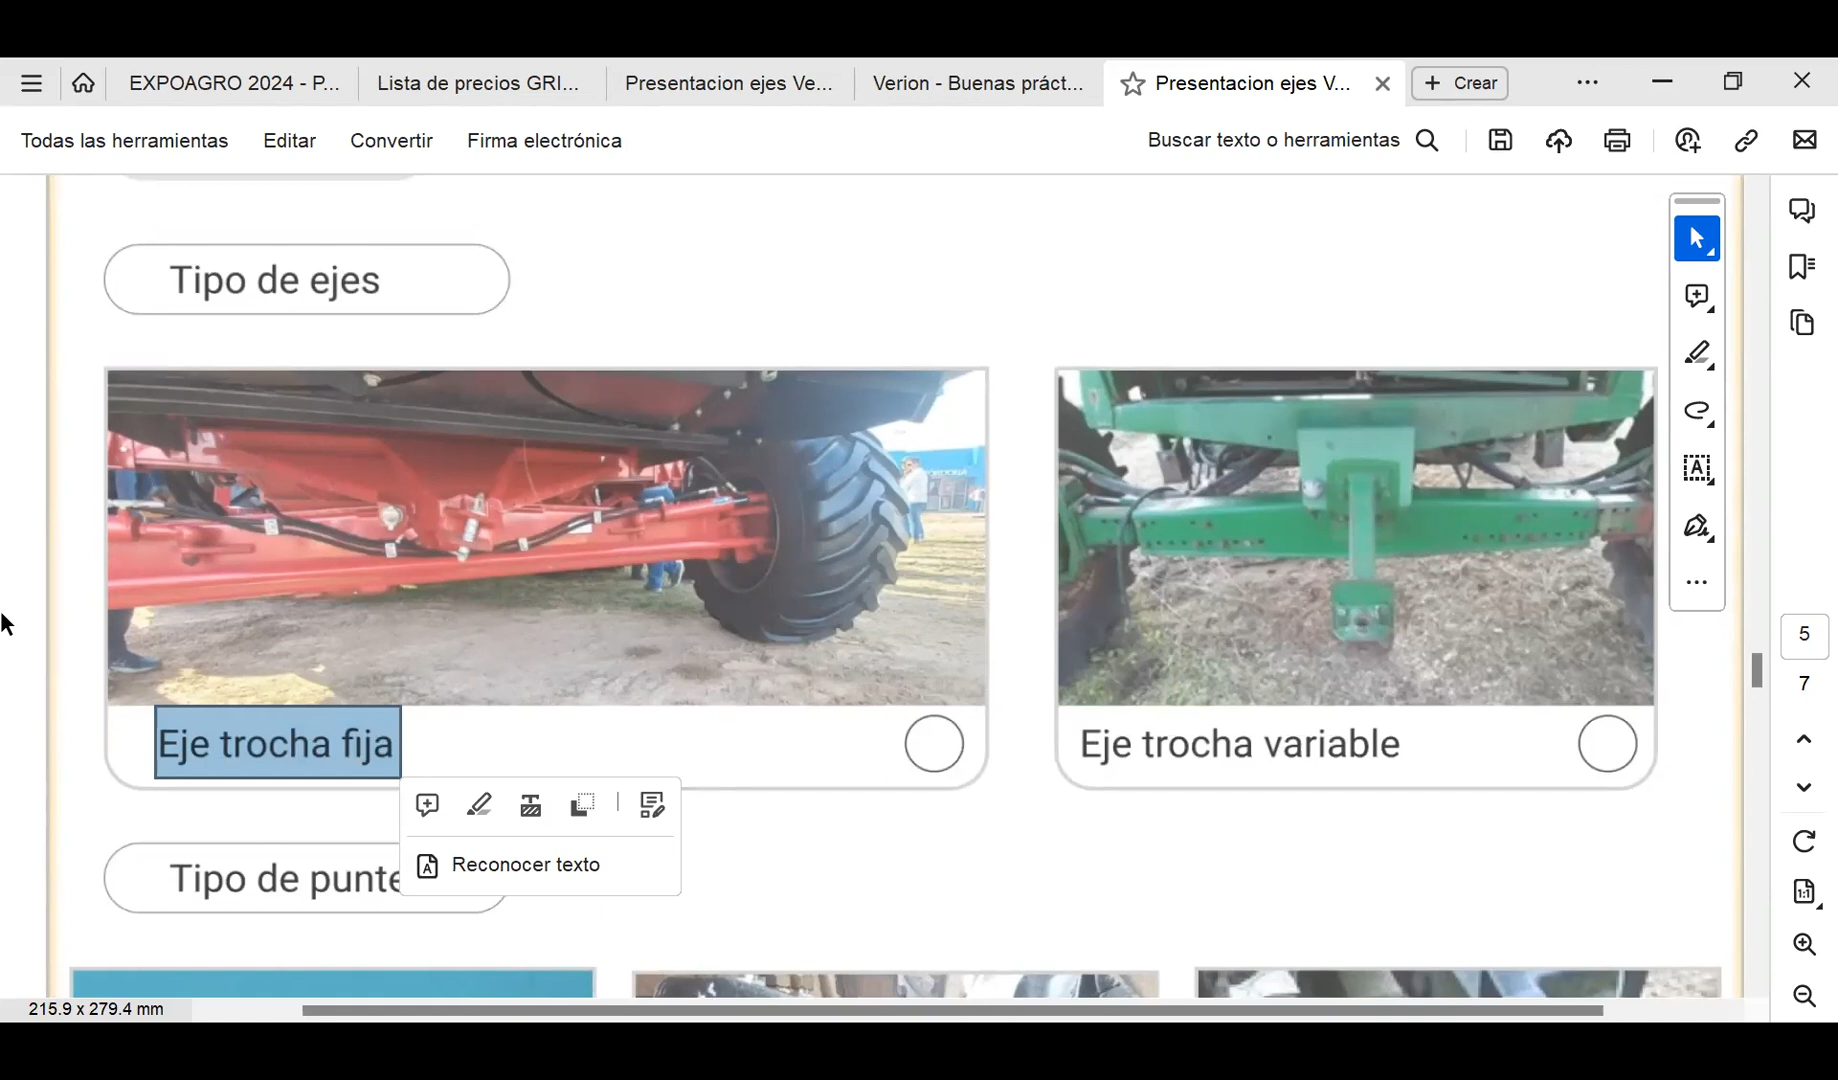 EXPOAGRO 2024 - P...
Lista de precios GRI...
Presentacion ejes Ve...
Verion - Buenas práct...
Presentacion ejes V...
Crear
Todas las herramientas
Editar
Convertir
Firma electrónica
Buscar texto o herramientas
Tipo de ejes
Eje trocha fija
Eje trocha variable
Reconocer texto
Tipo de punte
5
7
215.9 x 279.4 mm